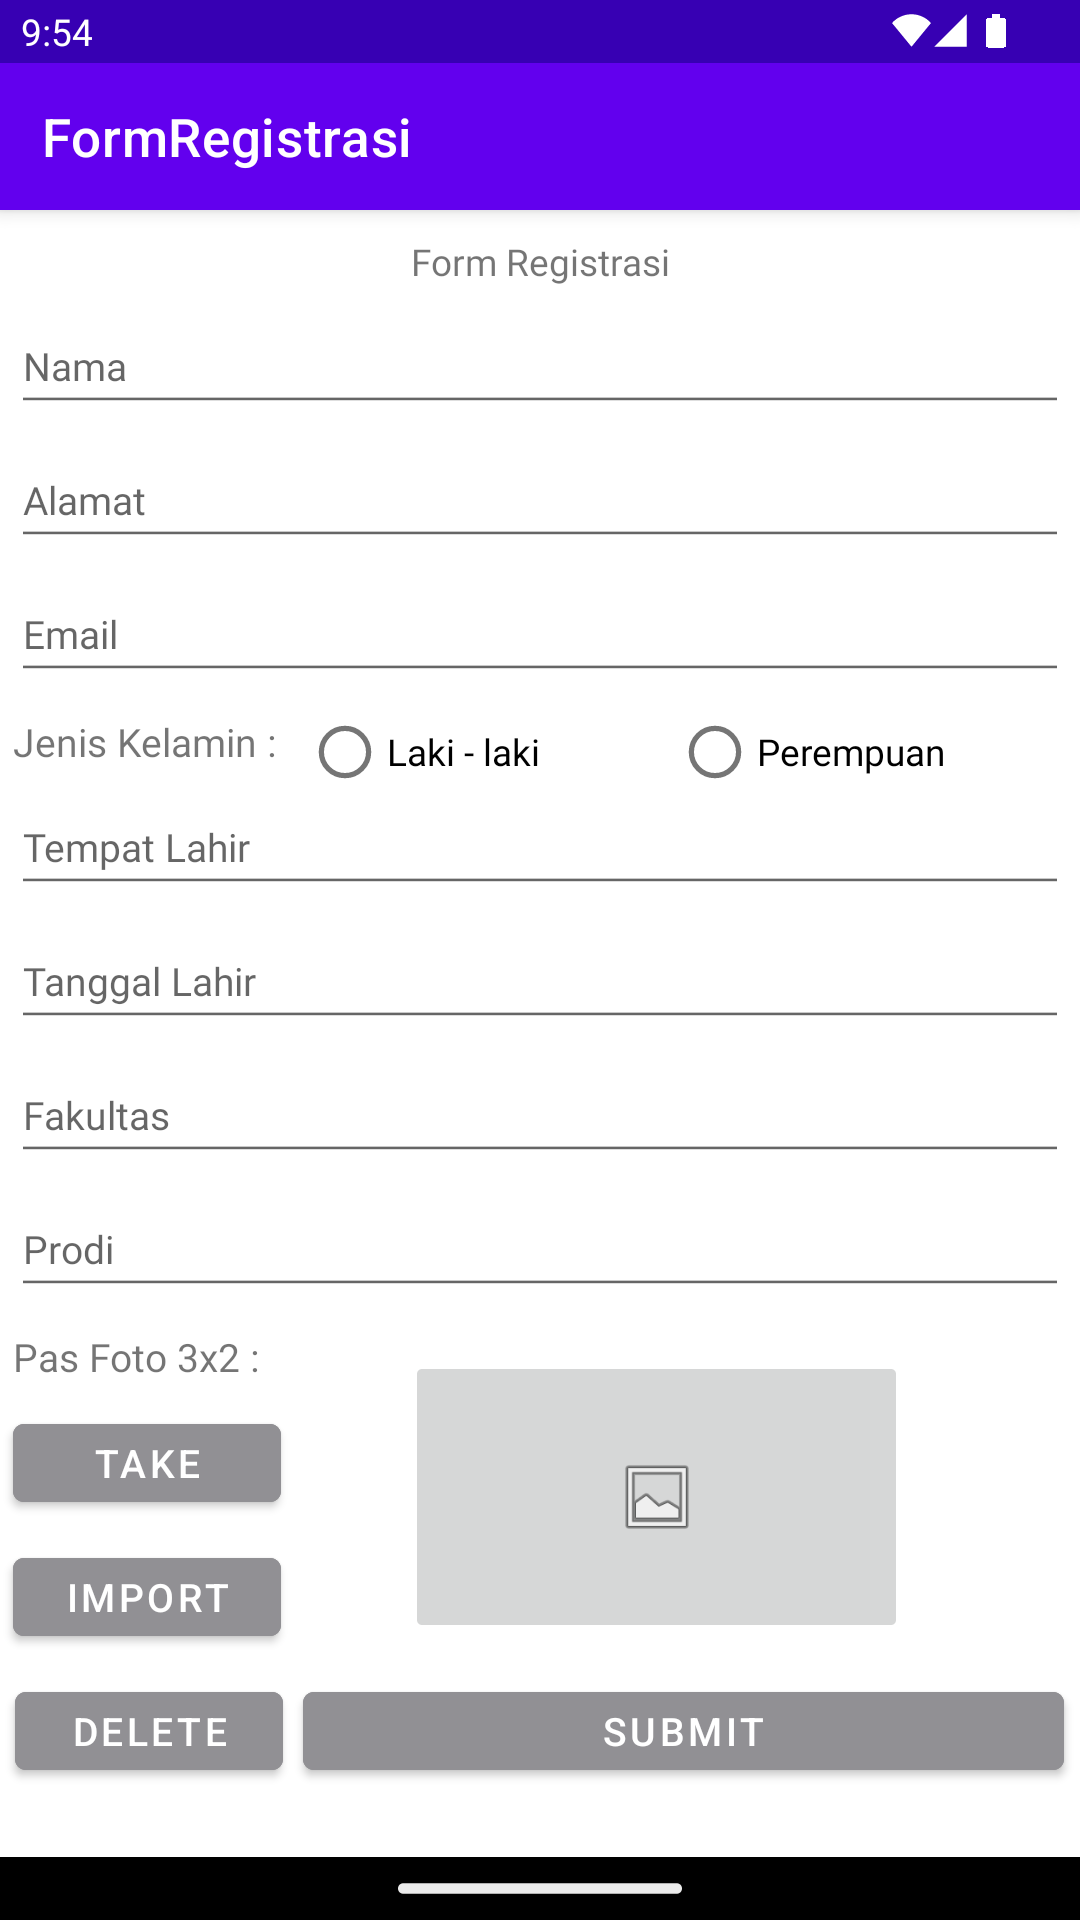 9:54
FormRegistrasi
Form Registrasi
Nama
Alamat
Email
Jenis Kelamin : Laki - laki Perempuan
Tempat Lahir
Tanggal Lahir
Fakultas
Prodi
Pas Foto 3x2 :
TAKE
IMPORT
DELETE SUBMIT